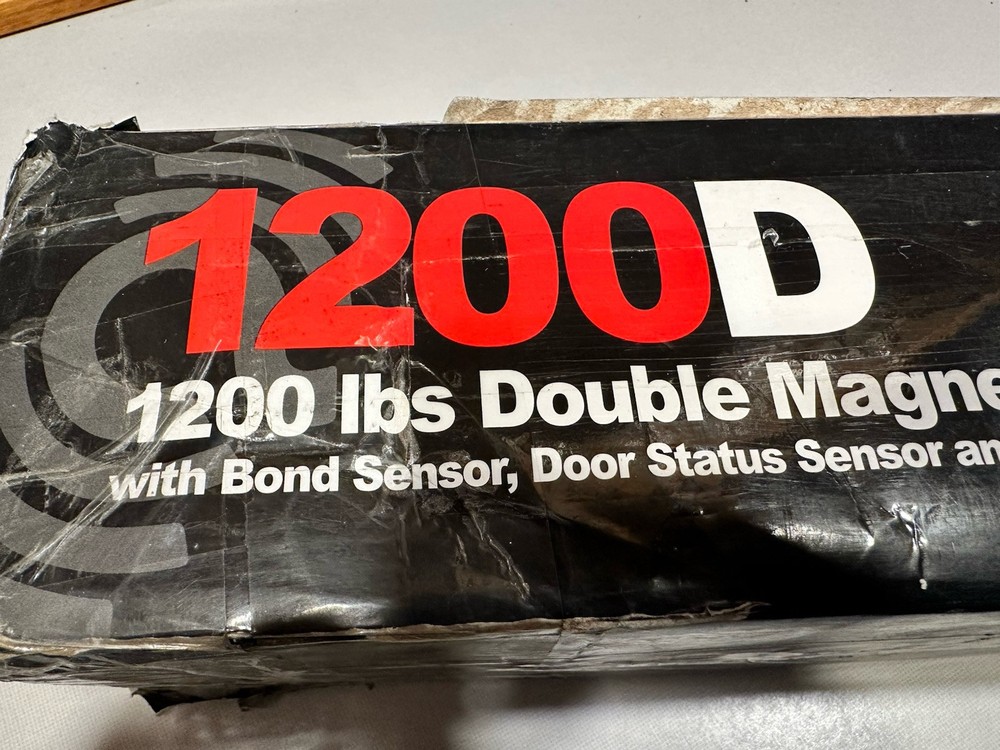 1200D
1200 lbs Double Magne
with Bond Sensor, Door Status Sensor an